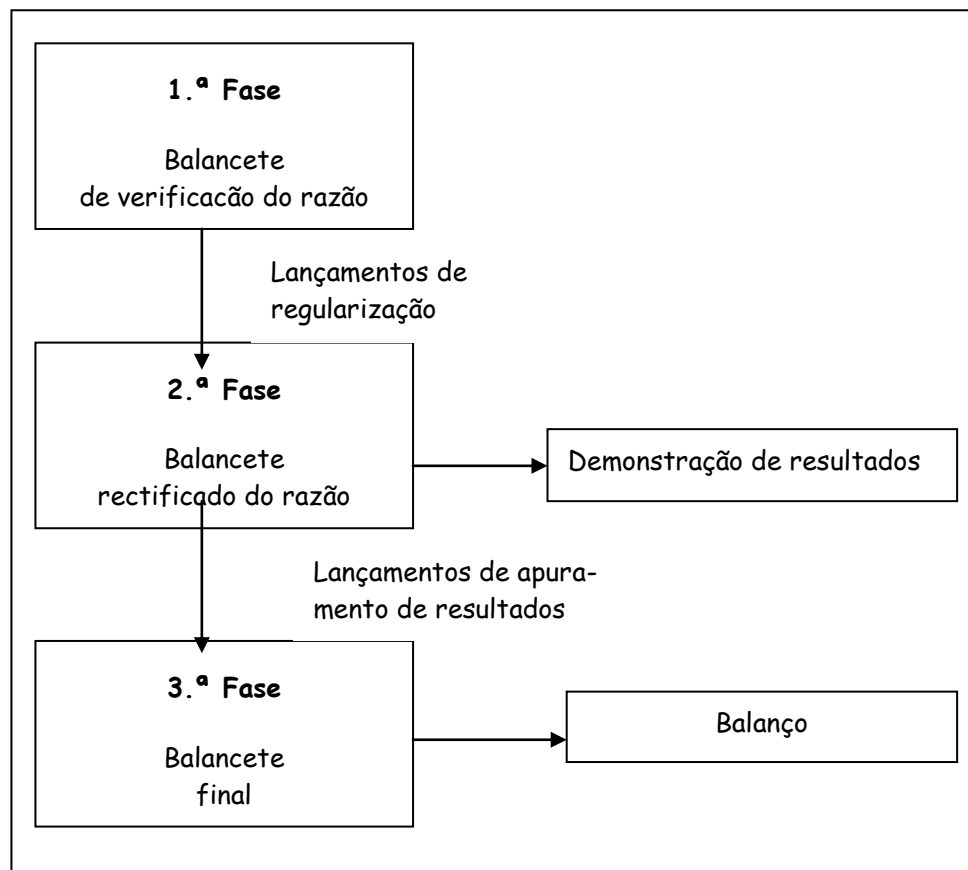 1.ª Fase
Balancete
de verificacão do razão
Lançamentos de
regularização
2.ª Fase
Balancete
rectificado do razão
Demonstração de resultados
Lançamentos de apura-
mento de resultados
3.ª Fase
Balancete
final
Balanço